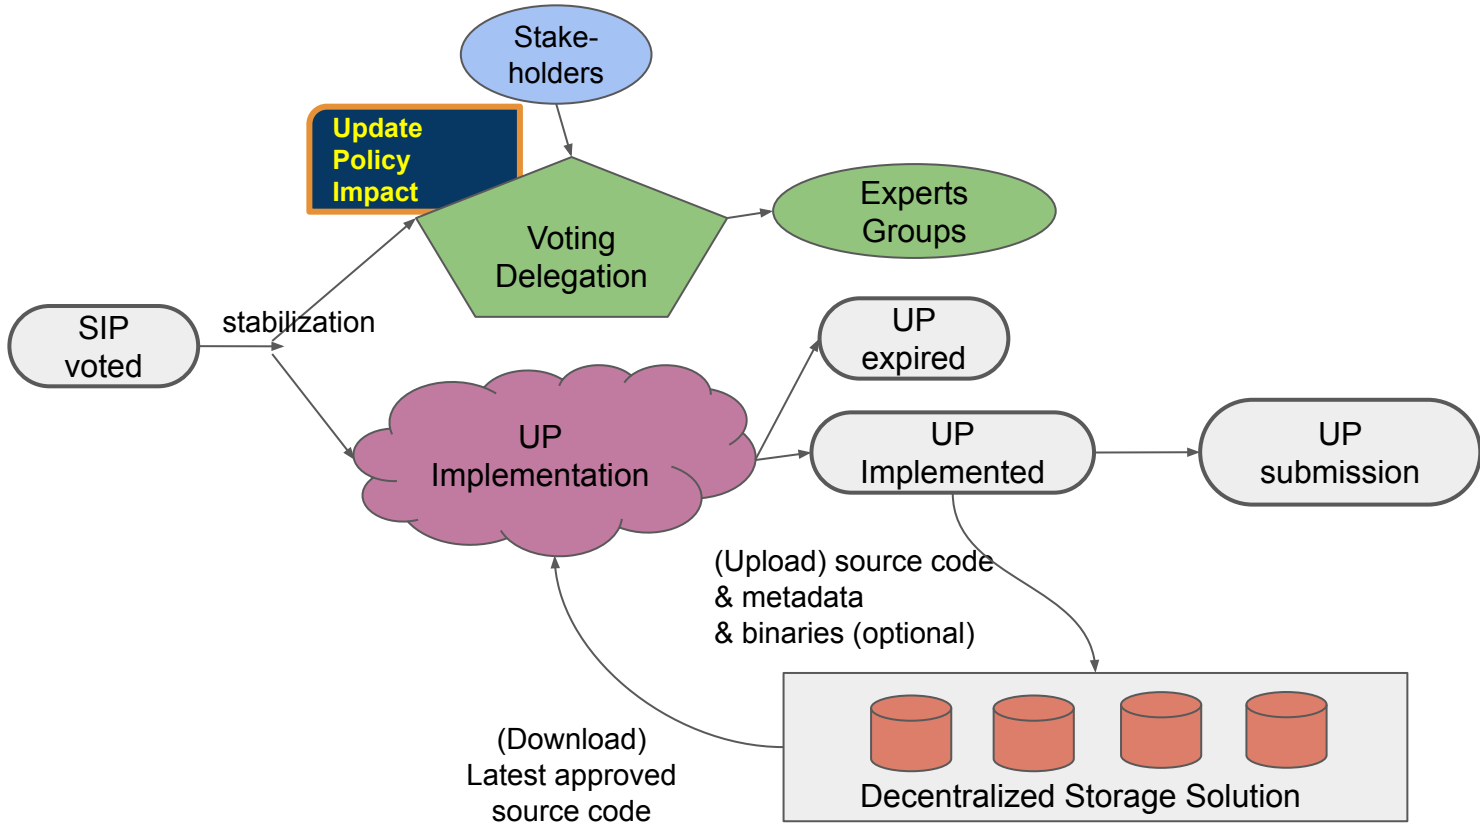 Stake-
holders
Update
Policy
Impact
Experts
Groups
Voting
Delegation
SIP
voted
stabilization
UP
expired
UP
Implementation
UP
Implemented
UP
submission
(Upload) source code
& metadata
& binaries (optional)
(Download)
Latest approved
source code
Decentralized Storage Solution